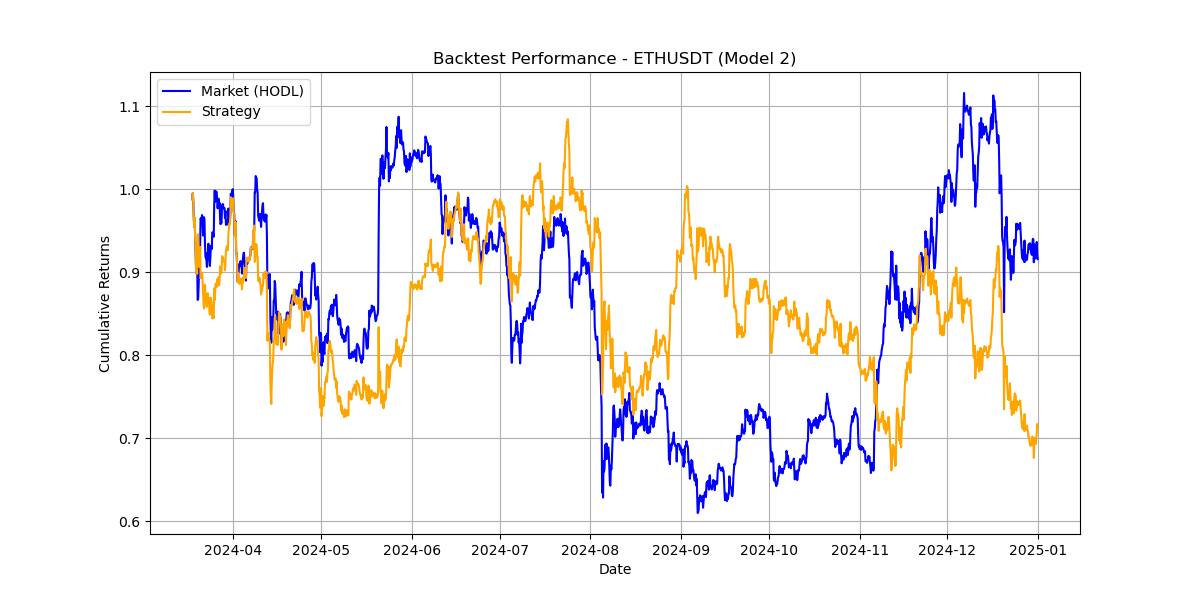 Backtest Performance - ETHUSDT (Model 2)
Market (HODL)
Strategy
Cumulative Returns
1.1
1.0
0.9
0.8
0.7
0.6
2024-04 2024-05 2024-06 2024-07 2024-08 2024-09 2024-10 2024-11 2024-12 2025-01
Date